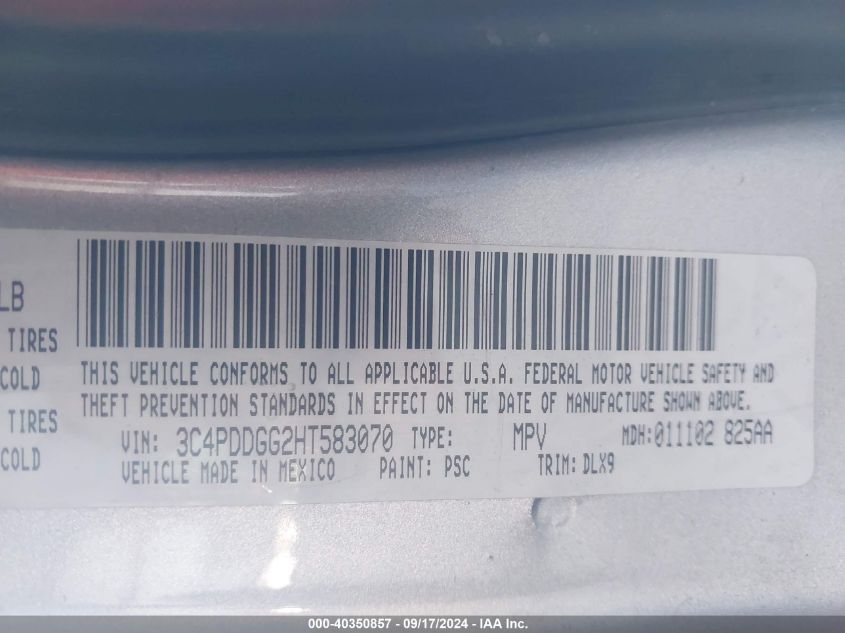 LB
TIRES
COLD
TIRES
COLD
THIS VEHICLE CONFORMS TO ALL APPLICABLE U.S.A. FEDERAL MOTOR VEHICLE SAFETY AND
THEFT PREVENTION STANDARDS IN EFFECT ON THE DATE OF MANUFACTURE SHOWN ABOVE.
VIN: 3C4PDDGG2HT583070 TYPE: MPV MDH:011102 825AA
VEHICLE MADE IN MEXICO PAINT: PSC TRIM: DLX9
000-40350857 - 09/17/2024 - IAA Inc.